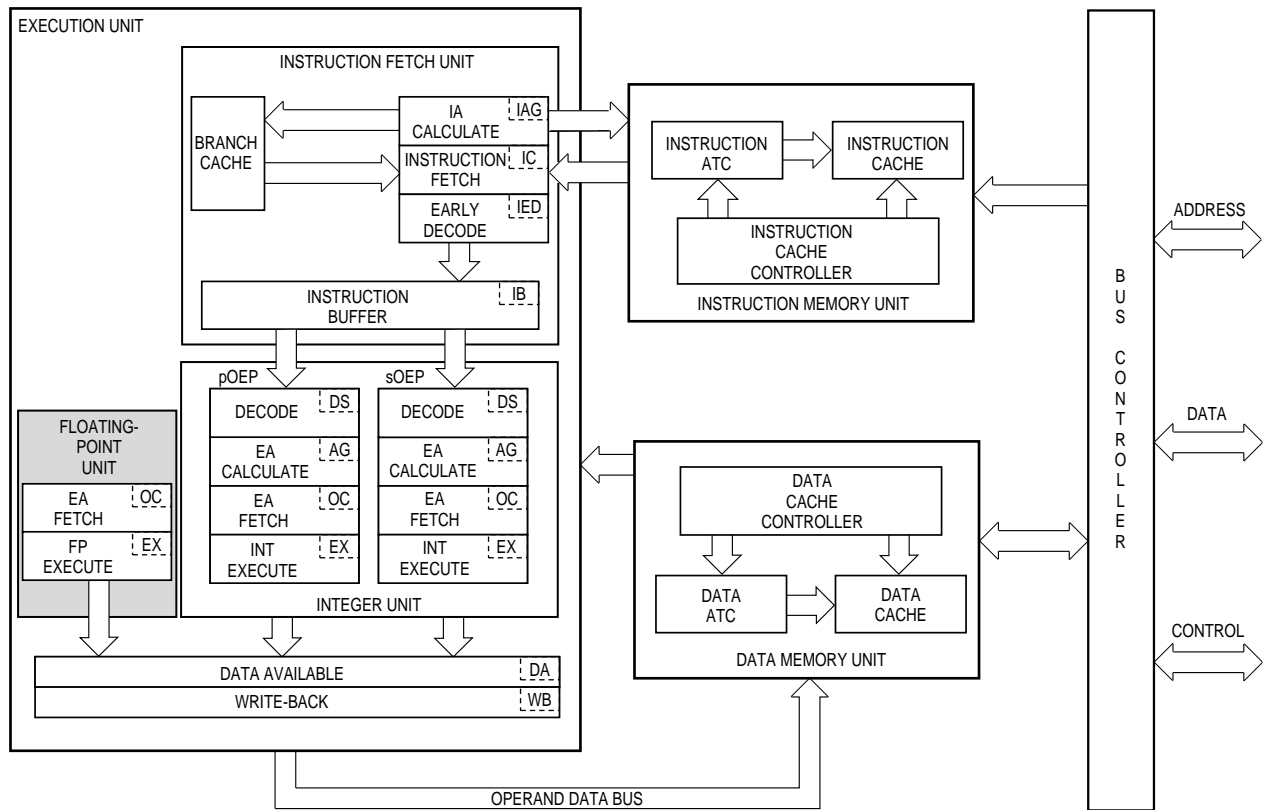 EXECUTION UNIT
INSTRUCTION FETCH UNIT
BRANCH
CACHE
IA
CALCULATE
IAG
INSTRUCTION
FETCH
IC
EARLY
DECODE
IED
INSTRUCTION
BUFFER
IB
pOEP
DECODE
DS
EA
CALCULATE
AG
EA
FETCH
OC
INT
EXECUTE
EX
sOEP
DECODE
DS
EA
CALCULATE
AG
EA
FETCH
OC
INT
EXECUTE
EX
INTEGER UNIT
FLOATING-
POINT
UNIT
EA
FETCH
OC
FP
EXECUTE
EX
DATA AVAILABLE
DA
WRITE-BACK
WB
INSTRUCTION
ATC
INSTRUCTION
CACHE
INSTRUCTION
CACHE
CONTROLLER
INSTRUCTION MEMORY UNIT
DATA
CACHE
CONTROLLER
DATA
ATC
DATA
CACHE
DATA MEMORY UNIT
OPERAND DATA BUS
BUS CONTROLLER
ADDRESS
DATA
CONTROL